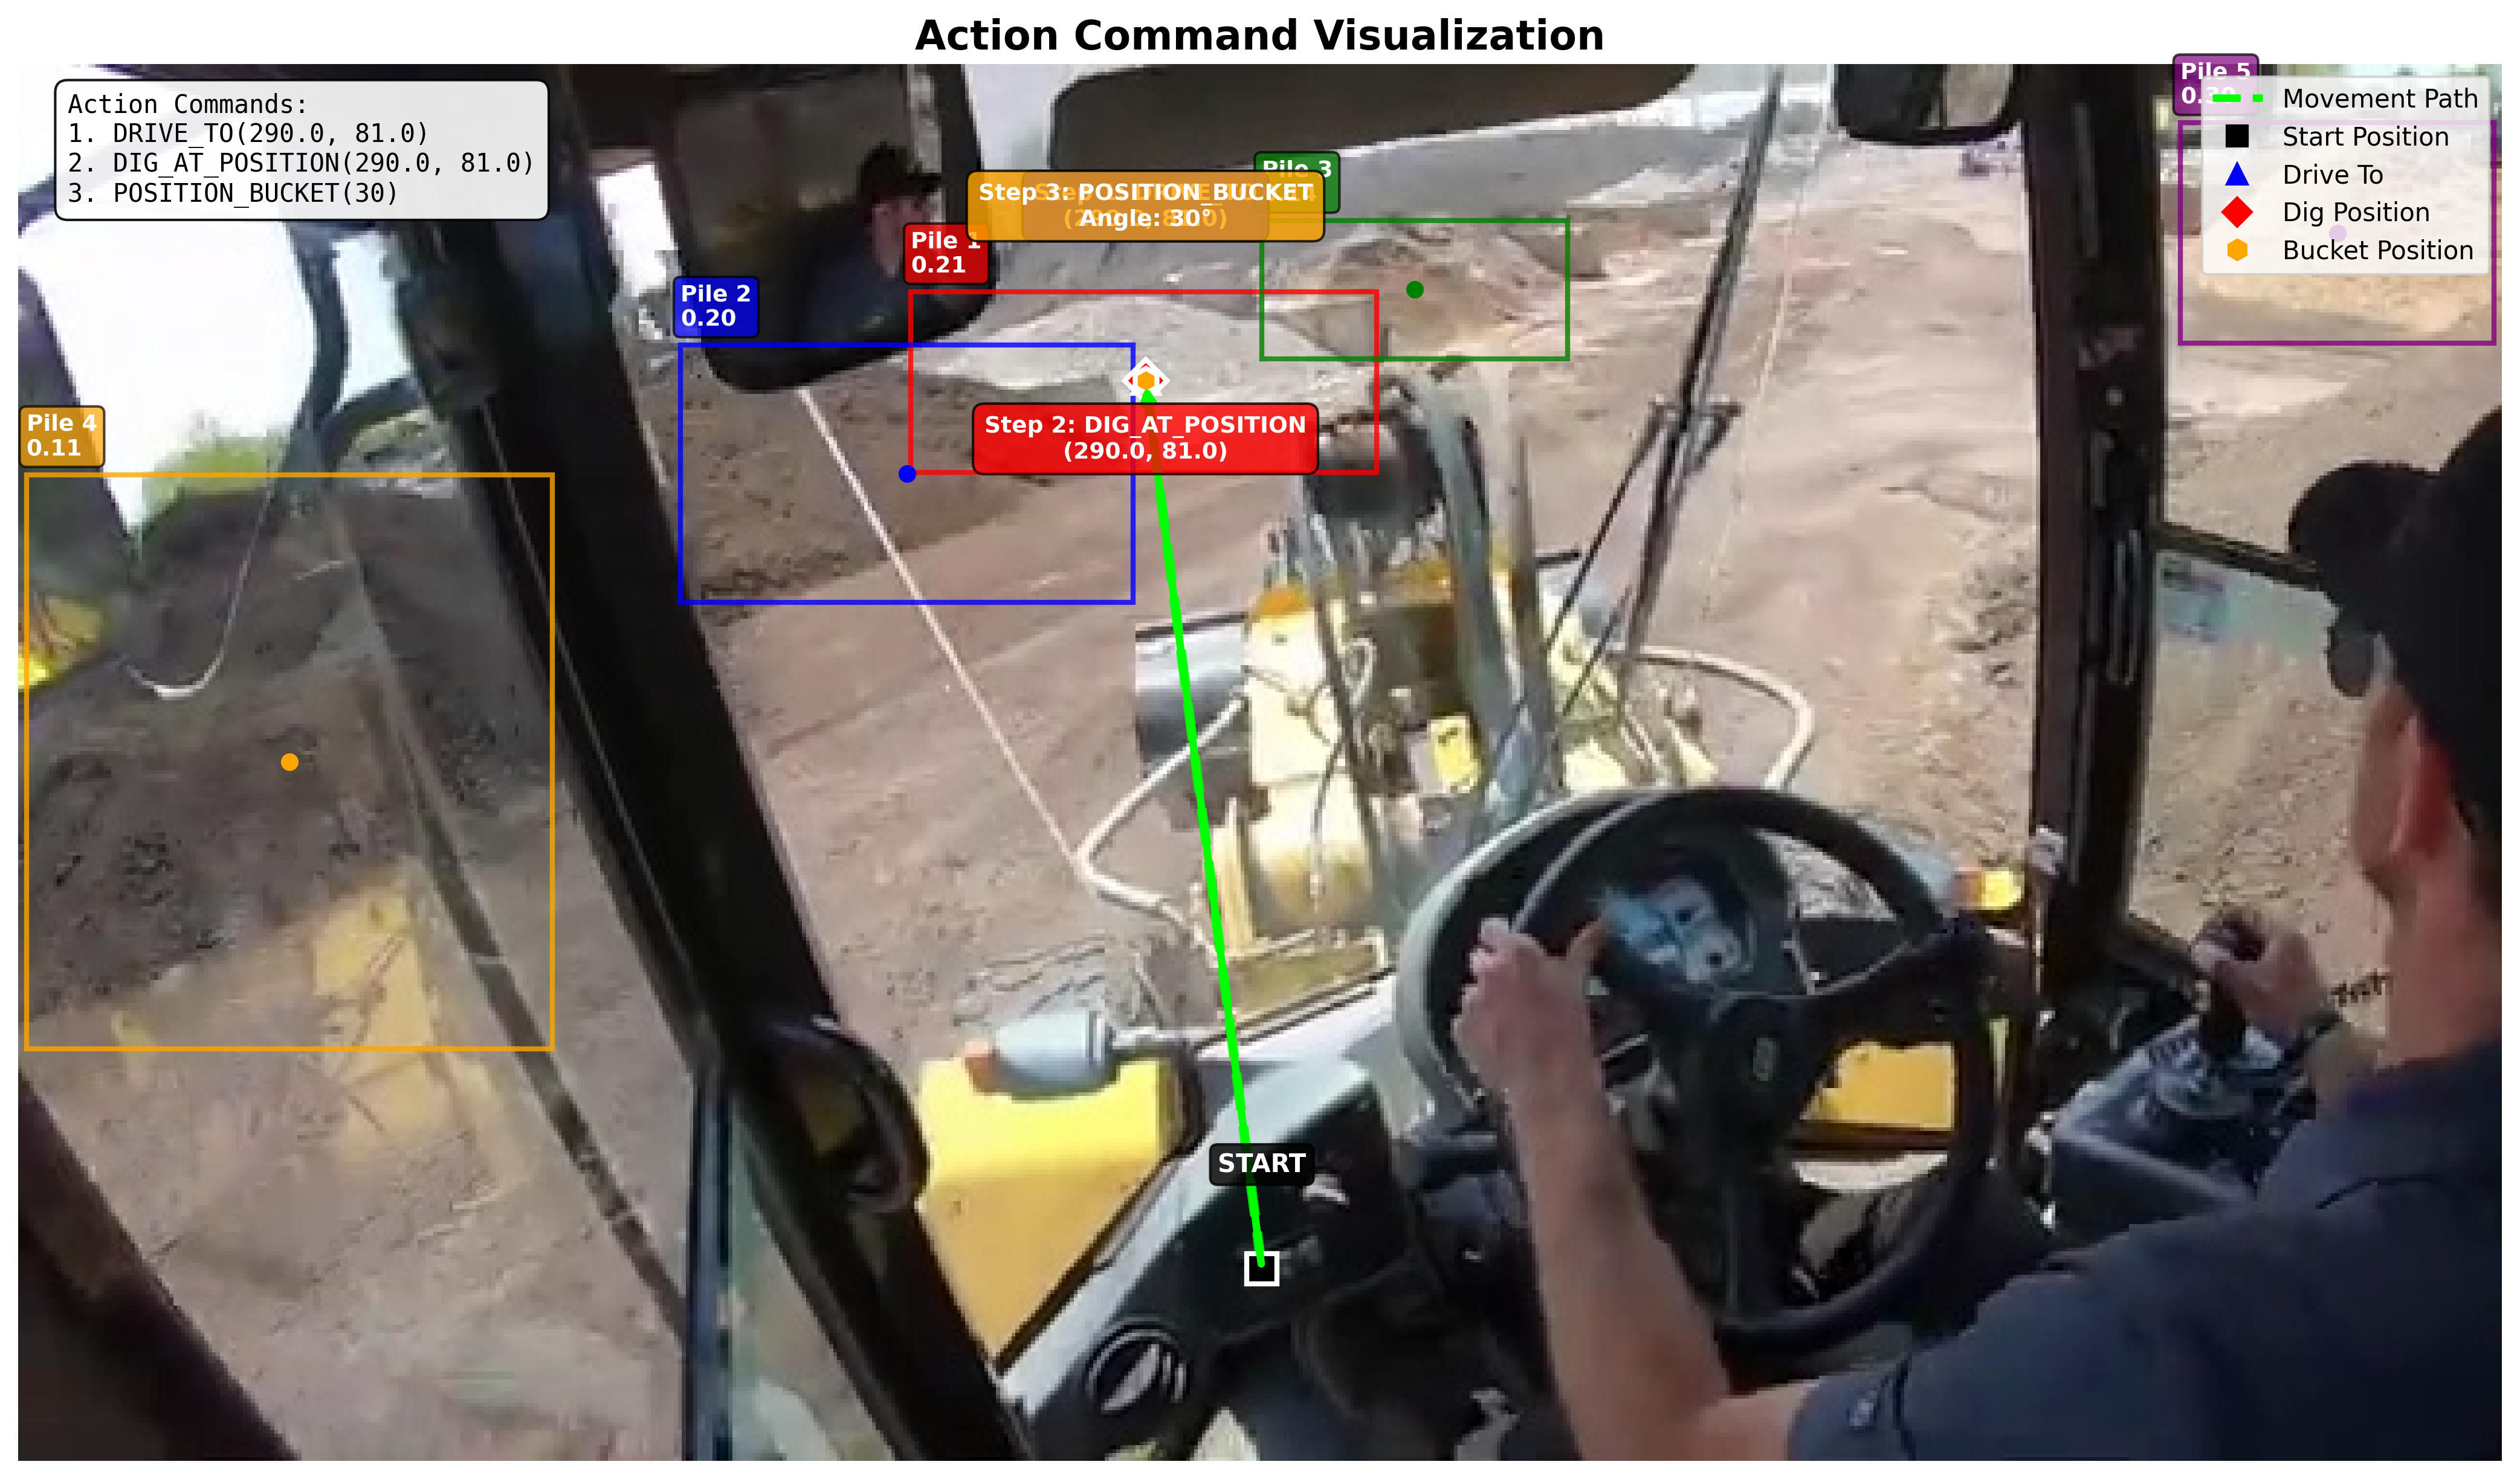 Action Command Visualization
Action Commands:
1. DRIVE_TO(290.0, 81.0)
2. DIG_AT_POSITION(290.0, 81.0)
3. POSITION_BUCKET(30)
Pile 5
Movement Path
Start Position
Drive To
Dig Position
Bucket Position
Pile 3
Step 3: POSITION_BUCKET
Angle: 30°
Pile 1
0.21
Pile 2
0.20
Step 2: DIG_AT_POSITION
(290.0, 81.0)
Pile 4
0.11
START